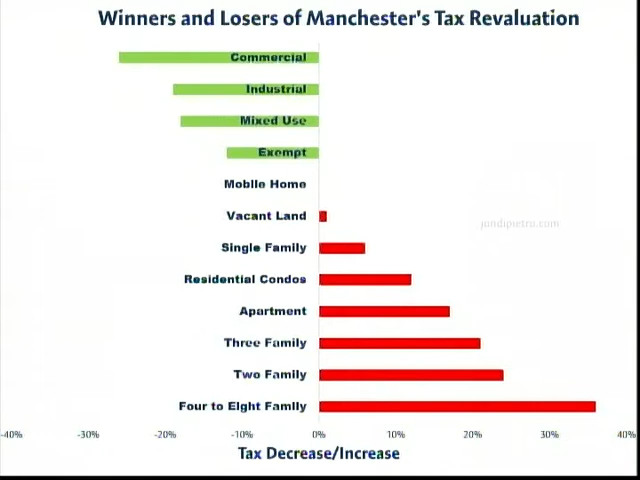 Winners and Losers of Manchester's Tax Revaluation
Commercial
Industrial
Mixed Use
Exempt
Mobile Home
Vacant Land
jondipietro.com
Single Family
Residential Condos
Apartment
Three Family
Two Family
Four to Eight Family
-40% -30% -20% -10% 0% 10% 20% 30% 40%
Tax Decrease/Increase